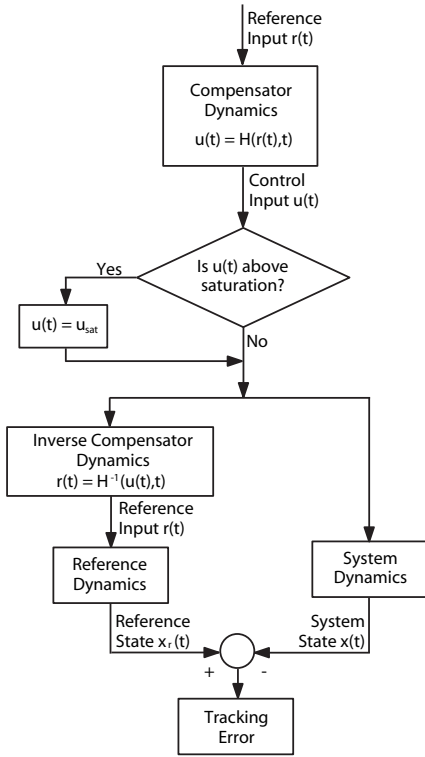 Reference
Input r(t)
Compensator
Dynamics
u(t) = H(r(t),t)
Control
Input u(t)
Is u(t) above
saturation?
Yes
u(t) = u_sat
No
Inverse Compensator
Dynamics
r(t) = H⁻¹(u(t),t)
Reference
Input r(t)
Reference
Dynamics
System
Dynamics
Reference
State xᵣ(t)
System
State x(t)
+
-
Tracking
Error